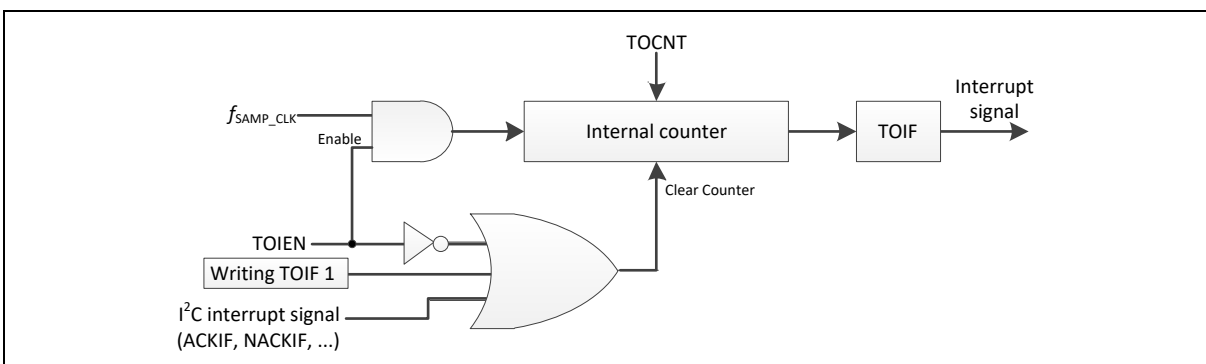 TOCNT
Interrupt
signal
fSAMP_CLK
Enable
Internal counter
TOIF
Clear Counter
TOIEN
Writing TOIF 1
I²C interrupt signal
(ACKIF, NACKIF, ...)